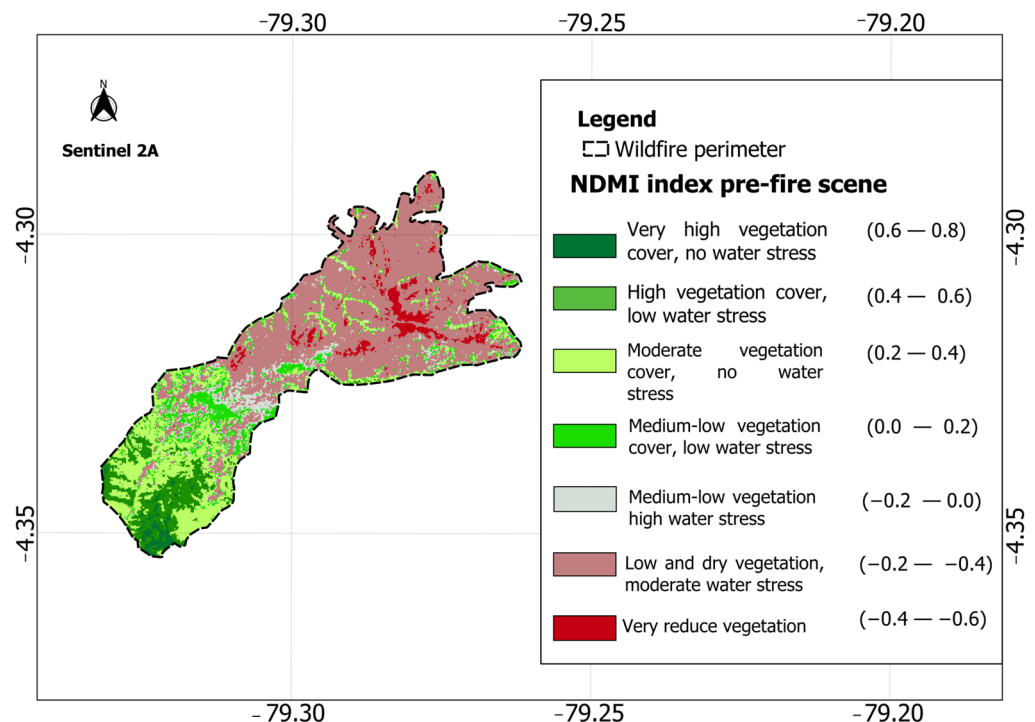 −79.30
−79.25
−79.20
N
Sentinel 2A
−4.30
−4.35
Legend
Wildfire perimeter
NDMI index pre-fire scene
Very high vegetation
cover, no water stress
(0.6 — 0.8)
High vegetation cover,
low water stress
(0.4 — 0.6)
Moderate vegetation
cover, no water
stress
(0.2 — 0.4)
Medium-low vegetation
cover, low water stress
(0.0 — 0.2)
Medium-low vegetation
high water stress
(−0.2 — 0.0)
Low and dry vegetation,
moderate water stress
(−0.2 — −0.4)
Very reduce vegetation
(−0.4 — −0.6)
−4.30
−4.35
−79.30
−79.25
−79.20